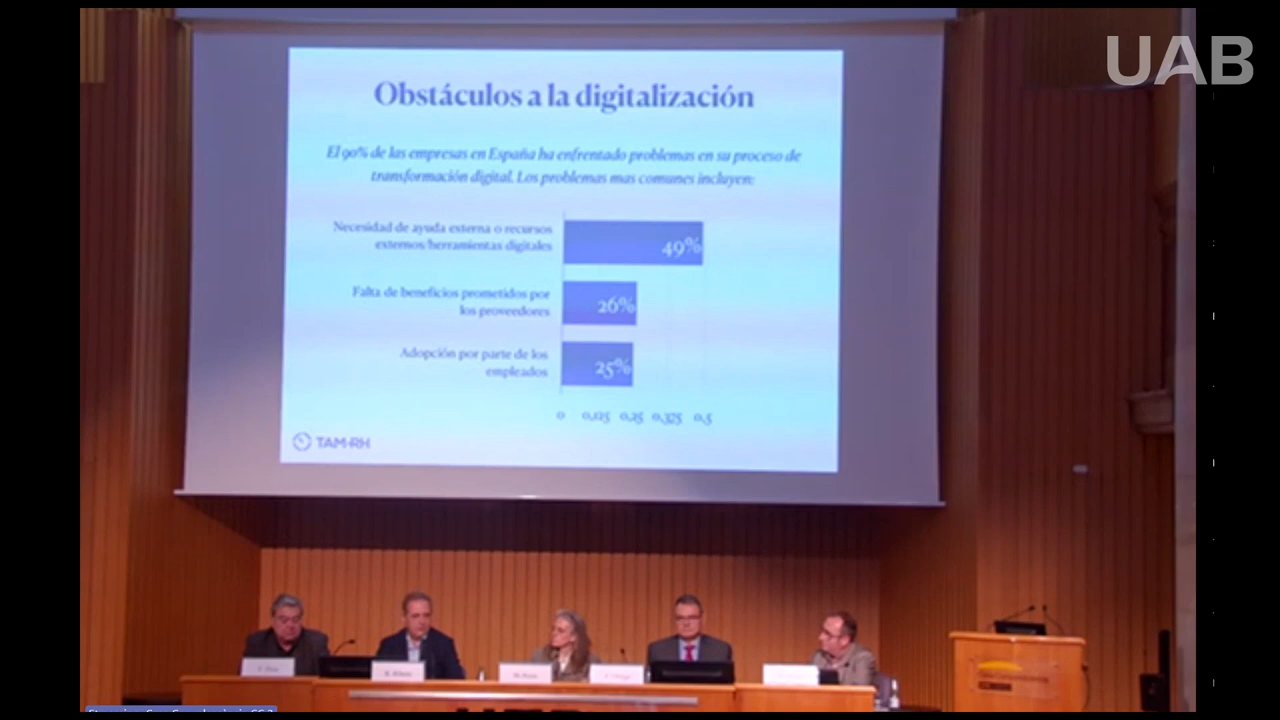 UAB
Obstáculos a la digitalización
El 90% de las empresas en España ha enfrentado problemas en su proceso de
transformación digital. Los problemas mas comunes incluyen:
Necesidad de ayuda externa o recursos
externos/herramientas digitales
49%
Falta de beneficios prometidos por
los proveedores
26%
Adopción por parte de los
empleados
25%
0 0,125 0,25 0,375 0,5
TAM-RH